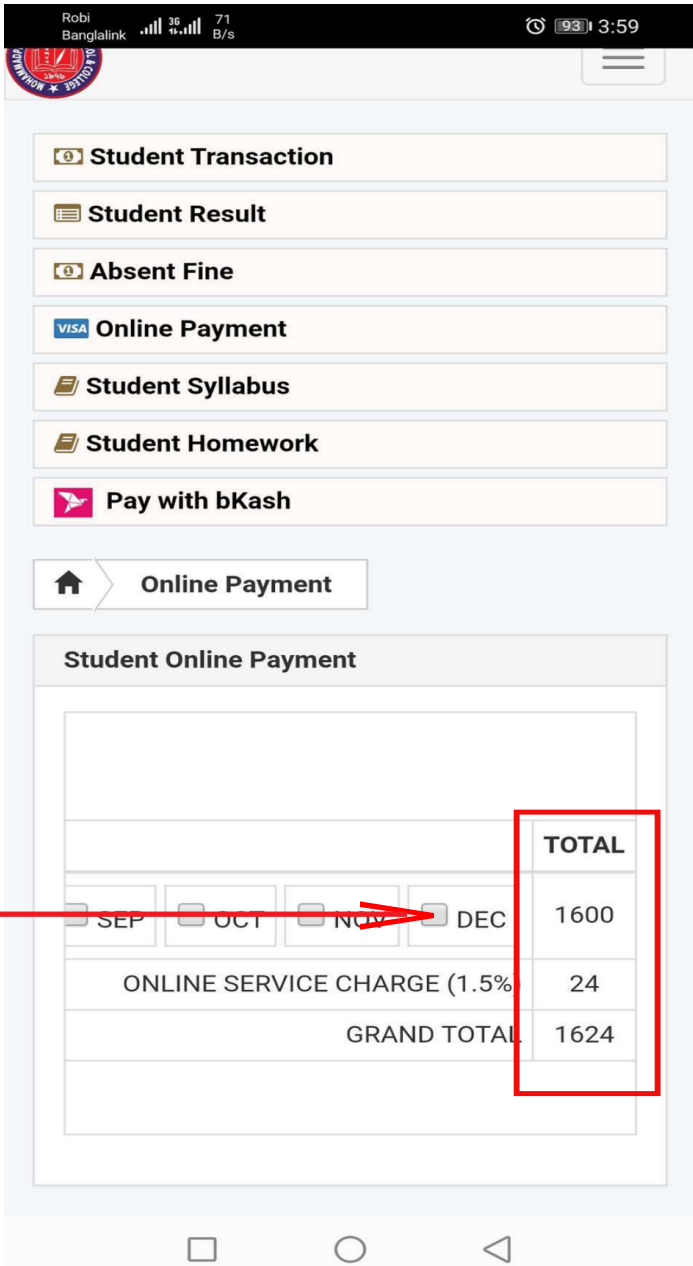 Robi
Banglalink
3G
71
B/s
93
3:59
১৯৭৬
Student Transaction
Student Result
Absent Fine
VISA Online Payment
Student Syllabus
Student Homework
Pay with bKash
Online Payment
Student Online Payment
TOTAL
SEP OCT NOV DEC 1600
ONLINE SERVICE CHARGE (1.5%) 24
GRAND TOTAL 1624